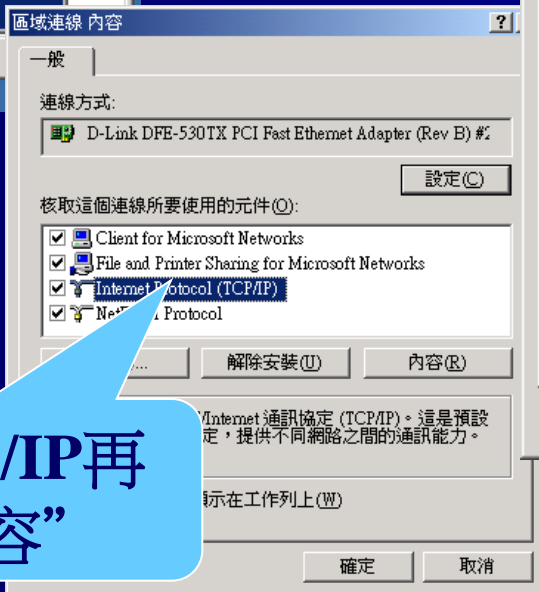 區域連線 內容
一般
連線方式:
D-Link DFE-530TX PCI Fast Ethernet Adapter (Rev B) #2
設定(C)
核取這個連線所要使用的元件(O):
Client for Microsoft Networks
File and Printer Sharing for Microsoft Networks
Internet Protocol (TCP/IP)
Protocol
... 解除安裝(U) 內容(R)
/Internet 通訊協定 (TCP/IP)。這是預設
定，提供不同網路之間的通訊能力。
/IP再
容”
示在工作列上(W)
確定 取消